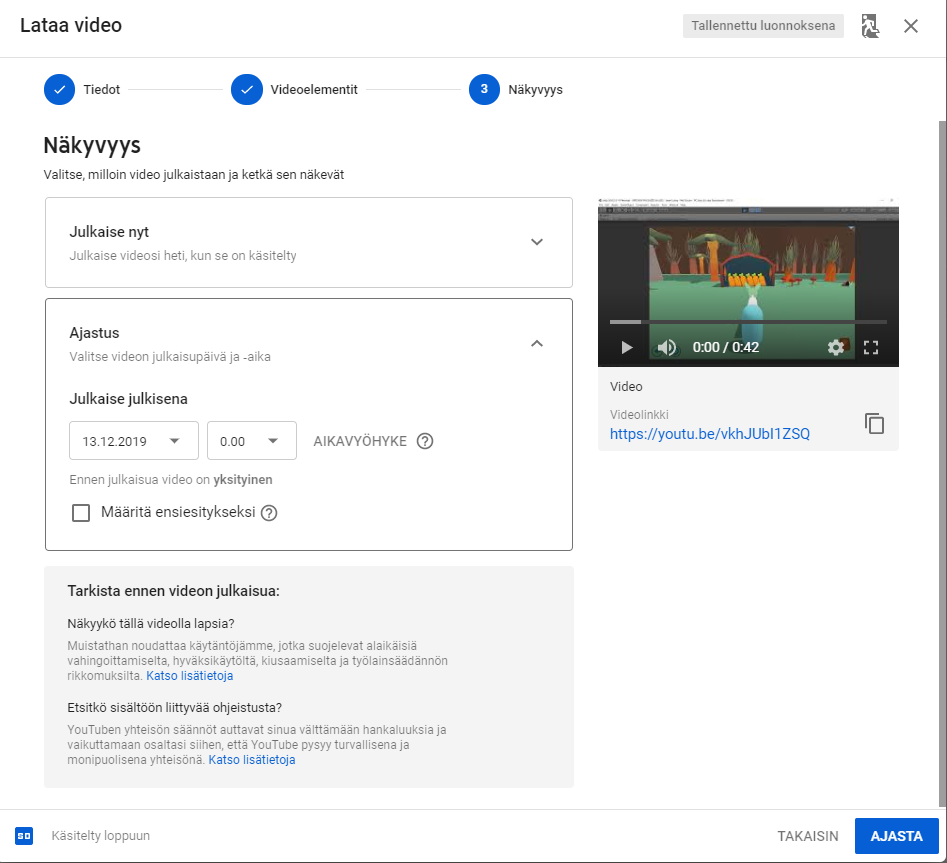 Lataa video
Tallennettu luonnoksena
Tiedot
Videoelementit
3
Näkyvyys
Näkyvyys
Valitse, milloin video julkaistaan ja ketkä sen näkevät
Julkaise nyt
Julkaise videosi heti, kun se on käsitelty
Ajastus
Valitse videon julkaisupäivä ja -aika
Julkaise julkisena
13.12.2019
0.00
AIKAVYÖHYKE
Ennen julkaisua video on yksityinen
Määritä ensiesitykseksi
0:00 / 0:42
Video
Videolinkki
https://youtu.be/vkhJUbI1ZSQ
Tarkista ennen videon julkaisua:
Näkyykö tällä videolla lapsia?
Muistathan noudattaa käytäntöjämme, jotka suojelevat alaikäisiä
vahingoittamiselta, hyväksikäytöltä, kiusaamiselta ja työlainsäädännön
rikkomuksilta. Katso lisätietoja
Etsitkö sisältöön liittyvää ohjeistusta?
YouTuben yhteisön säännöt auttavat sinua välttämään hankaluuksia ja
vaikuttamaan osaltasi siihen, että YouTube pysyy turvallisena ja
monipuolisena yhteisönä. Katso lisätietoja
SD
Käsitelty loppuun
TAKAISIN
AJASTA